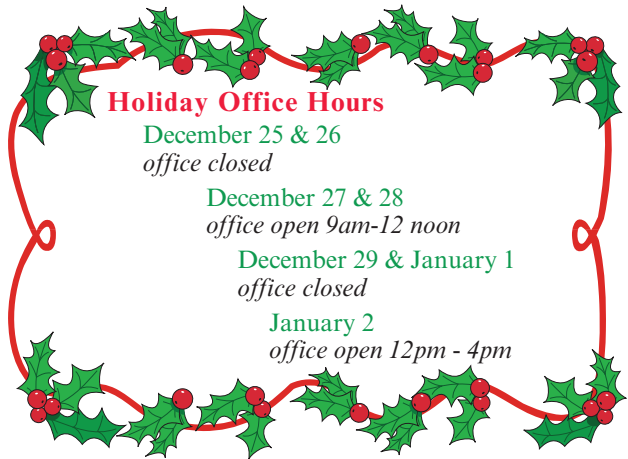 Holiday Office Hours
December 25 & 26
office closed
December 27 & 28
office open 9am-12 noon
December 29 & January 1
office closed
January 2
office open 12pm - 4pm